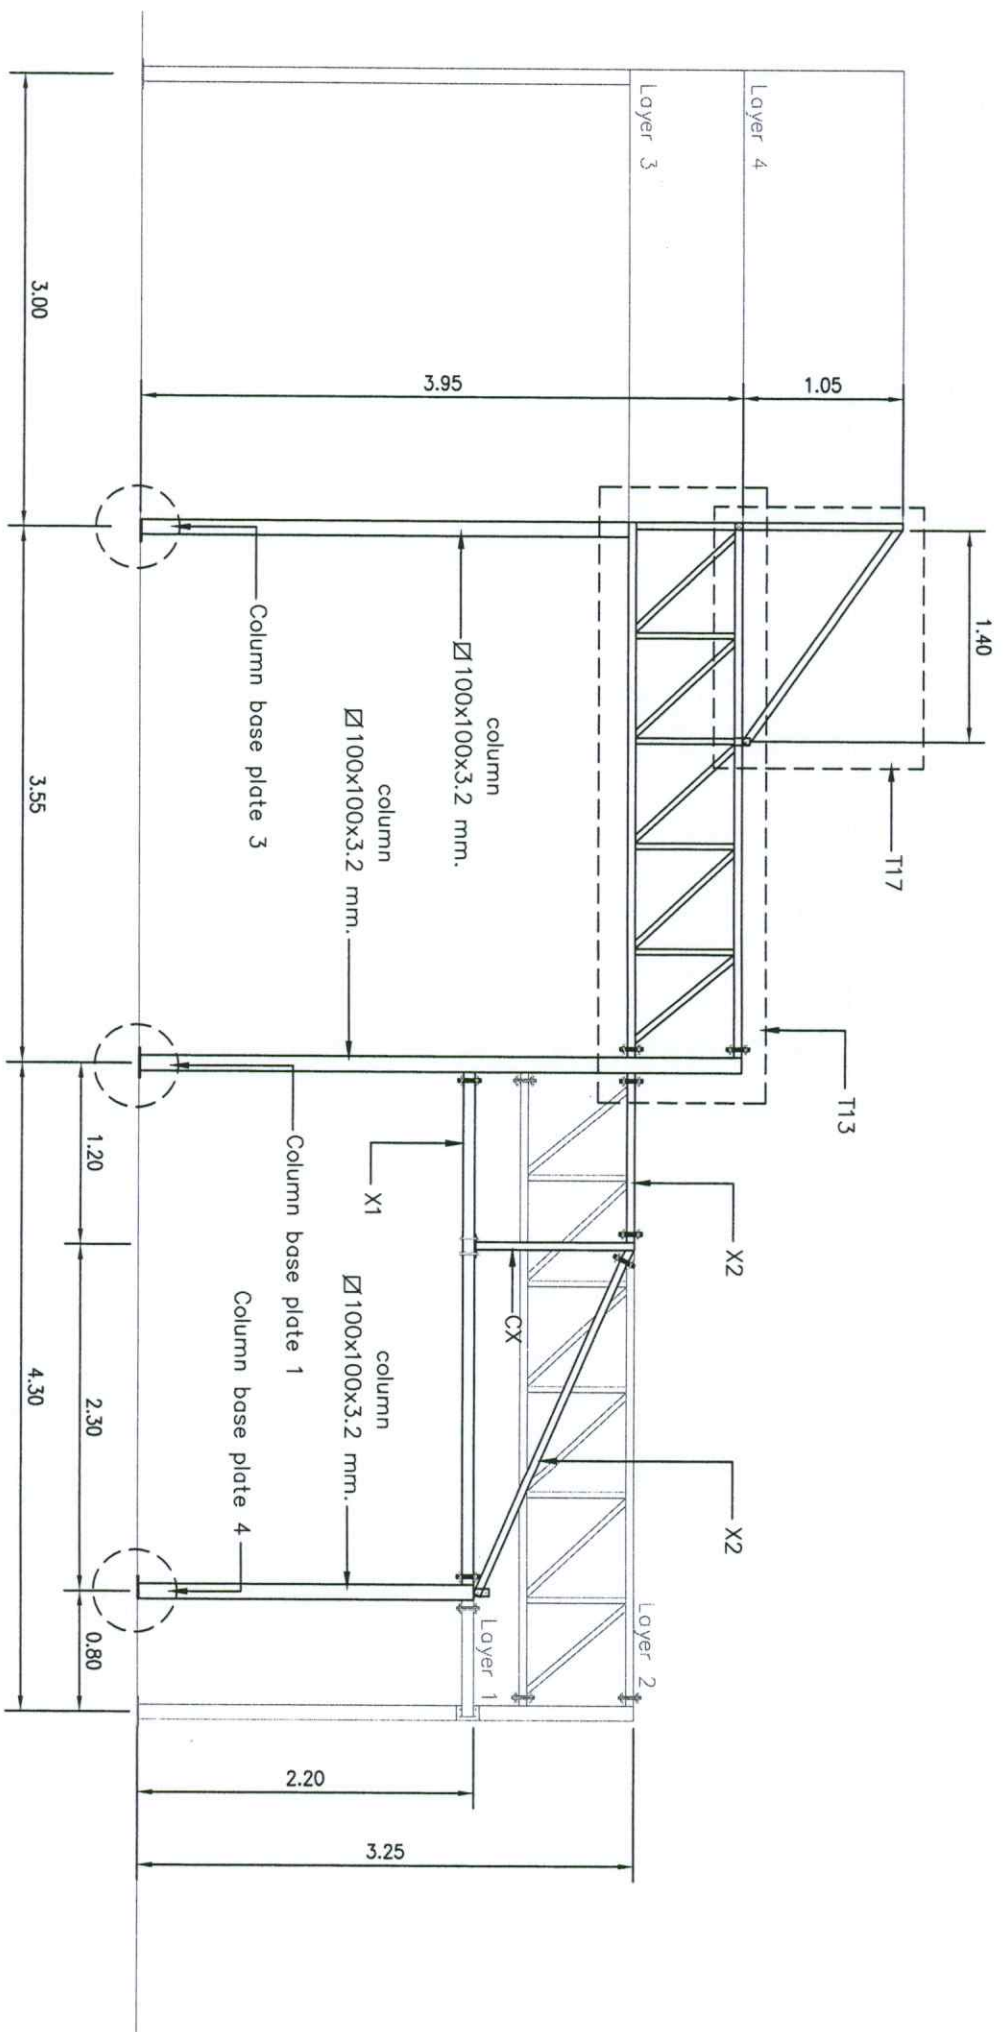 1.40
T17
T13
X2
X2
1.05
3.95
Layer 4
Layer 3
column
100x100x3.2 mm.
column
100x100x3.2 mm.
column
100x100x3.2 mm.
CX
X1
Layer 2
Layer 1
Column base plate 3
Column base plate 1
Column base plate 4
2.20
3.25
1.20
2.30
0.80
3.00
3.55
4.30